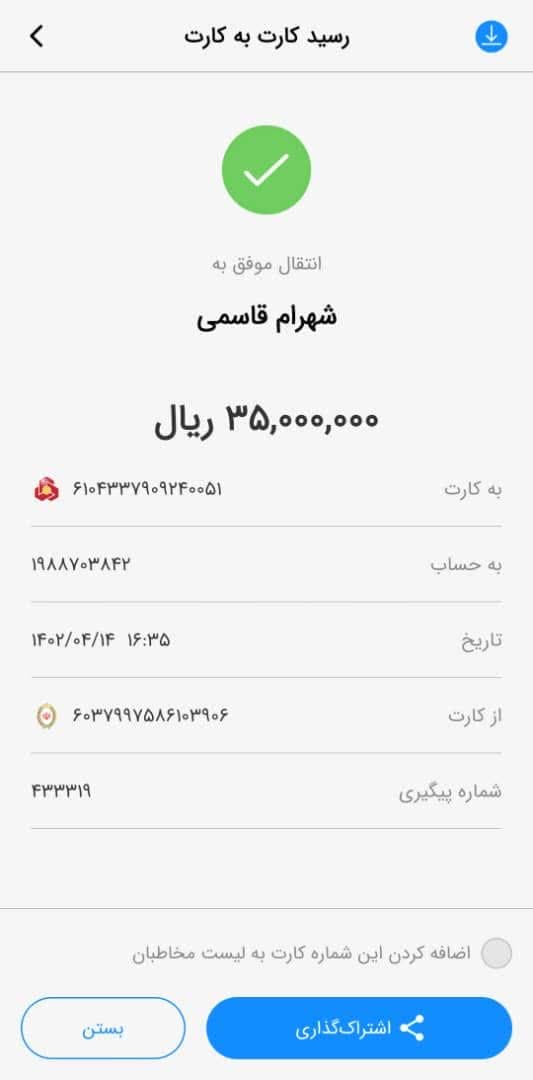 رسید کارت به کارت
انتقال موفق به
شهرام قاسمی
۳۵,۰۰۰,۰۰۰ ریال
به کارت ۶۱۰۴۳۳۷۹۰۹۲۴۰۰۵۱
به حساب ۱۹۸۸۷۰۳۸۴۲
تاریخ ۱۴۰۲/۰۴/۱۴ ۱۶:۳۵
از کارت ۶۰۳۷۹۹۷۵۸۶۱۰۳۹۰۶
شماره پیگیری ۴۳۳۳۱۹
اضافه کردن این شماره کارت به لیست مخاطبان
اشتراک‌گذاری
بستن